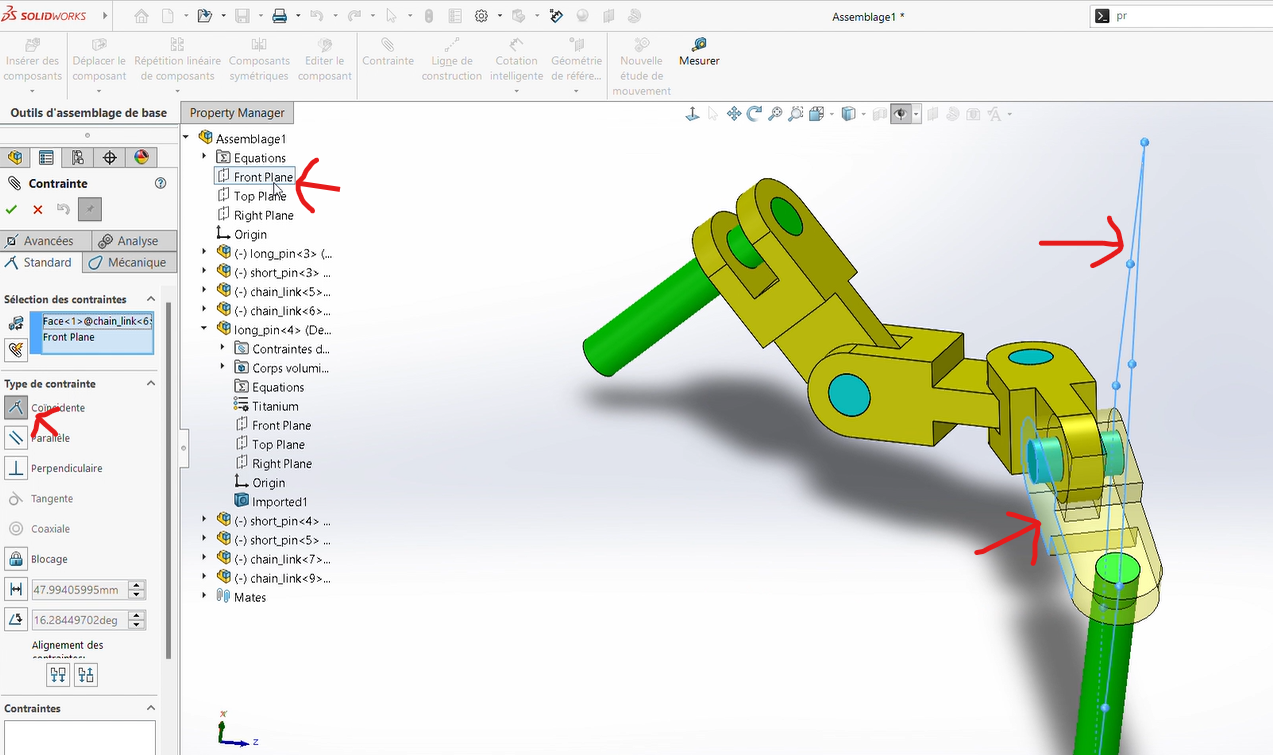 SOLIDWORKS
Assemblage1 *
pr
Insérer des composants
Déplacer le composant
Répétition linéaire de composants
Composants symétriques
Editer le composant
Contrainte
Ligne de construction
Cotation intelligente
Géométrie de référe...
Nouvelle étude de mouvement
Mesurer
Outils d'assemblage de base
Property Manager
Contrainte
Avancées
Analyse
Standard
Mécanique
Sélection des contraintes
Face<1>@chain_link<6>
Front Plane
Type de contrainte
Coïncidente
Parallèle
Perpendiculaire
Tangente
Coaxiale
Blocage
47.99405995mm
16.28449702deg
Alignement des
contraintes:
Contraintes
Assemblage1
Equations
Front Plane
Top Plane
Right Plane
Origin
(-) long_pin<3> (...
(-) short_pin<3> ...
(-) chain_link<5>...
(-) chain_link<6>...
long_pin<4> (De...
Contraintes d...
Corps volumi...
Equations
Titanium
Front Plane
Top Plane
Right Plane
Origin
Imported1
(-) short_pin<4> ...
(-) short_pin<5> ...
(-) chain_link<7>...
(-) chain_link<9>...
Mates
x
z